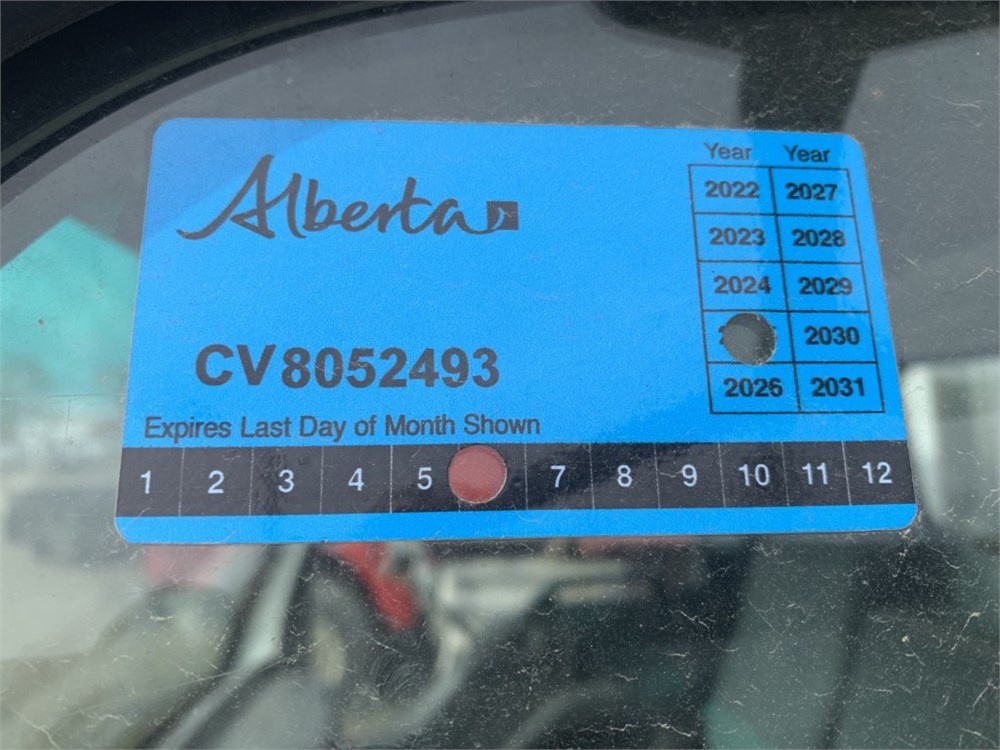 Alberta
Year Year
2022 2027
2023 2028
2024 2029
2030
2026 2031
CV8052493
Expires Last Day of Month Shown
1 2 3 4 5 7 8 9 10 11 12